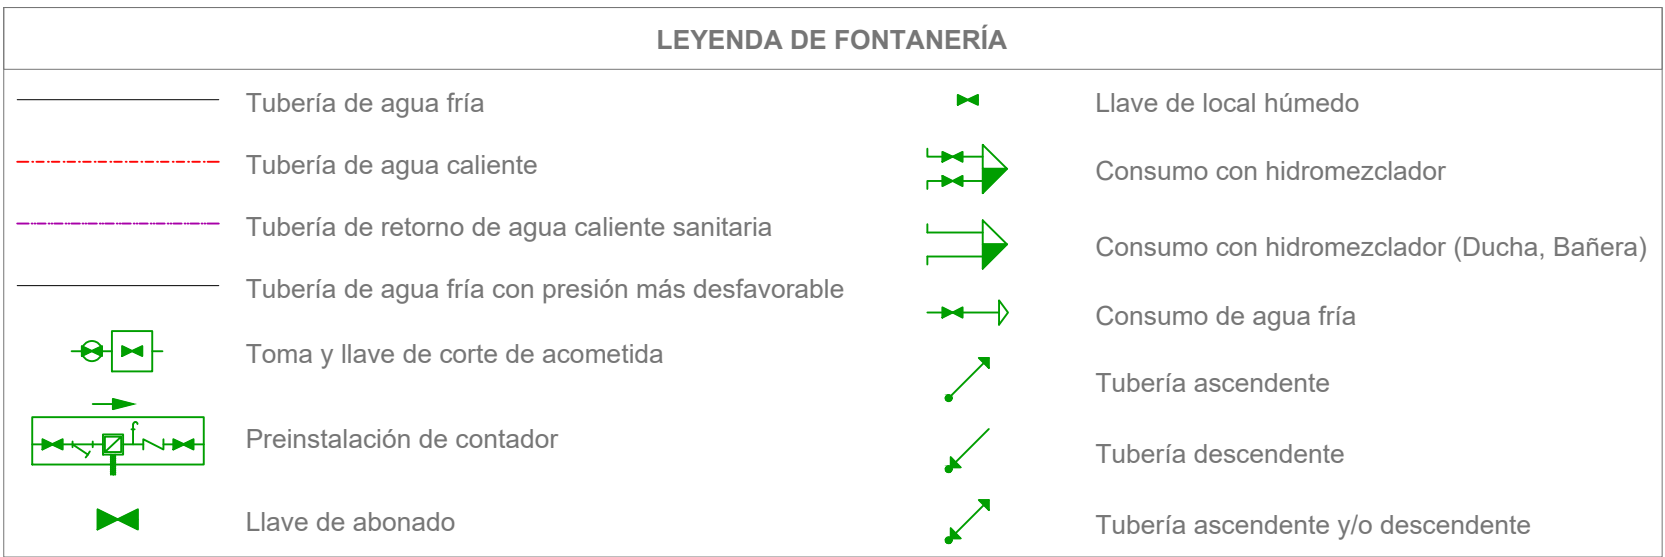 LEYENDA DE FONTANERÍA
Tubería de agua fría
Tubería de agua caliente
Tubería de retorno de agua caliente sanitaria
Tubería de agua fría con presión más desfavorable
Toma y llave de corte de acometida
Preinstalación de contador
Llave de abonado
Llave de local húmedo
Consumo con hidromezclador
Consumo con hidromezclador (Ducha, Bañera)
Consumo de agua fría
Tubería ascendente
Tubería descendente
Tubería ascendente y/o descendente